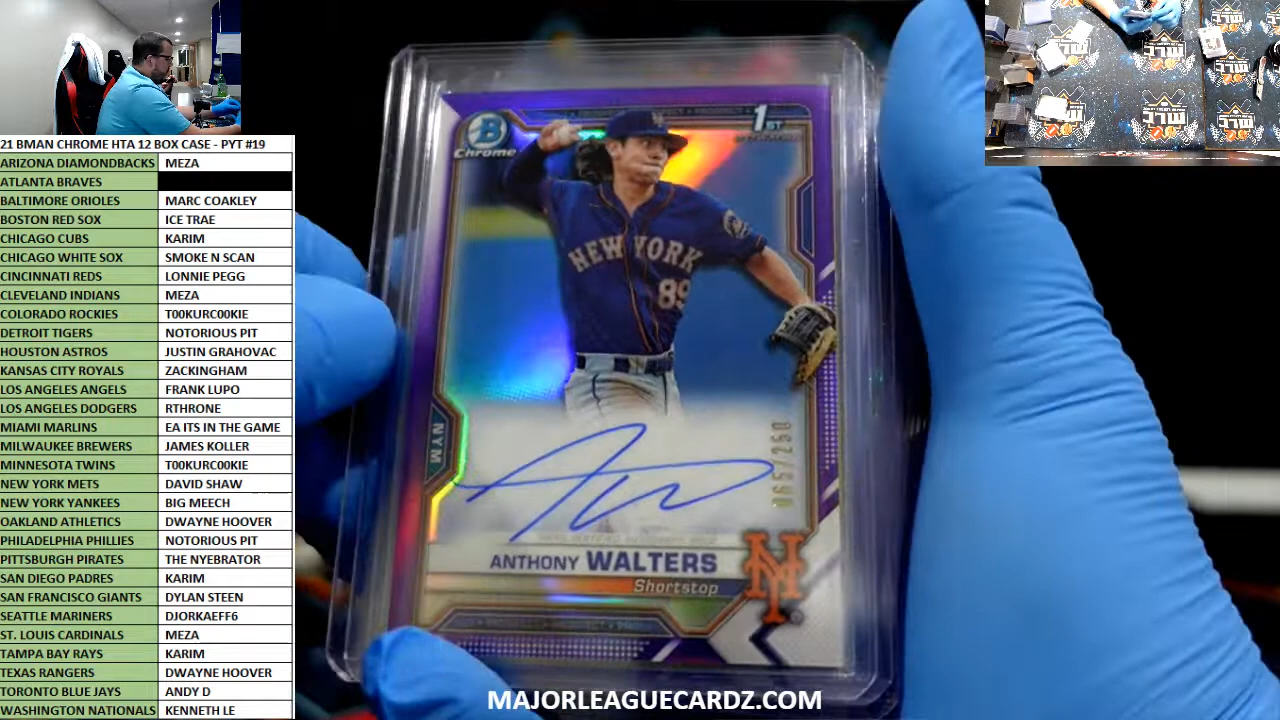 21 BMAN CHROME HTA 12 BOX CASE - PYT #19
ARIZONA DIAMONDBACKS MEZA
ATLANTA BRAVES
BALTIMORE ORIOLES MARC COAKLEY
BOSTON RED SOX ICE TRAE
CHICAGO CUBS KARIM
CHICAGO WHITE SOX SMOKE N SCAN
CINCINNATI REDS LONNIE PEGG
CLEVELAND INDIANS MEZA
COLORADO ROCKIES T00KURC00KIE
DETROIT TIGERS NOTORIOUS PIT
HOUSTON ASTROS JUSTIN GRAHOVAC
KANSAS CITY ROYALS ZACKINGHAM
LOS ANGELES ANGELS FRANK LUPO
LOS ANGELES DODGERS RTHRONE
MIAMI MARLINS EA ITS IN THE GAME
MILWAUKEE BREWERS JAMES KOLLER
MINNESOTA TWINS T00KURC00KIE
NEW YORK METS DAVID SHAW
NEW YORK YANKEES BIG MEECH
OAKLAND ATHLETICS DWAYNE HOOVER
PHILADELPHIA PHILLIES NOTORIOUS PIT
PITTSBURGH PIRATES THE NYEBRATOR
SAN DIEGO PADRES KARIM
SAN FRANCISCO GIANTS DYLAN STEEN
SEATTLE MARINERS DJORKAEFF6
ST. LOUIS CARDINALS MEZA
TAMPA BAY RAYS KARIM
TEXAS RANGERS DWAYNE HOOVER
TORONTO BLUE JAYS ANDY D
WASHINGTON NATIONALS KENNETH LE
B
Chrome
1ST
NEW YORK
89
NYM
065/250
ANTHONY WALTERS
Shortstop
NY
MAJORLEAGUECARDZ.COM